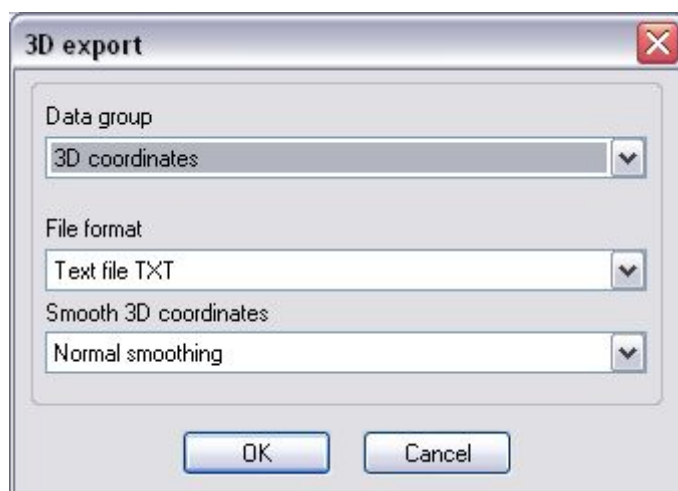 3D export
Data group
3D coordinates
File format
Text file TXT
Smooth 3D coordinates
Normal smoothing
OK Cancel